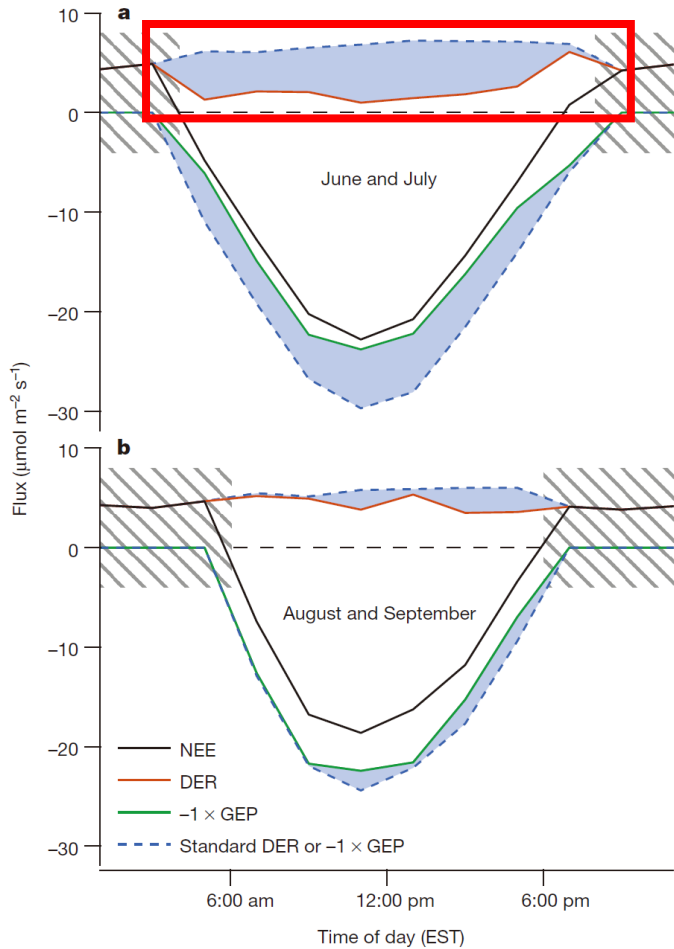 a
10
0
−10
−20
−30
June and July
Flux (μmol m−2 s−1)
b
10
0
−10
−20
−30
August and September
NEE
DER
−1 × GEP
Standard DER or −1 × GEP
6:00 am
12:00 pm
6:00 pm
Time of day (EST)